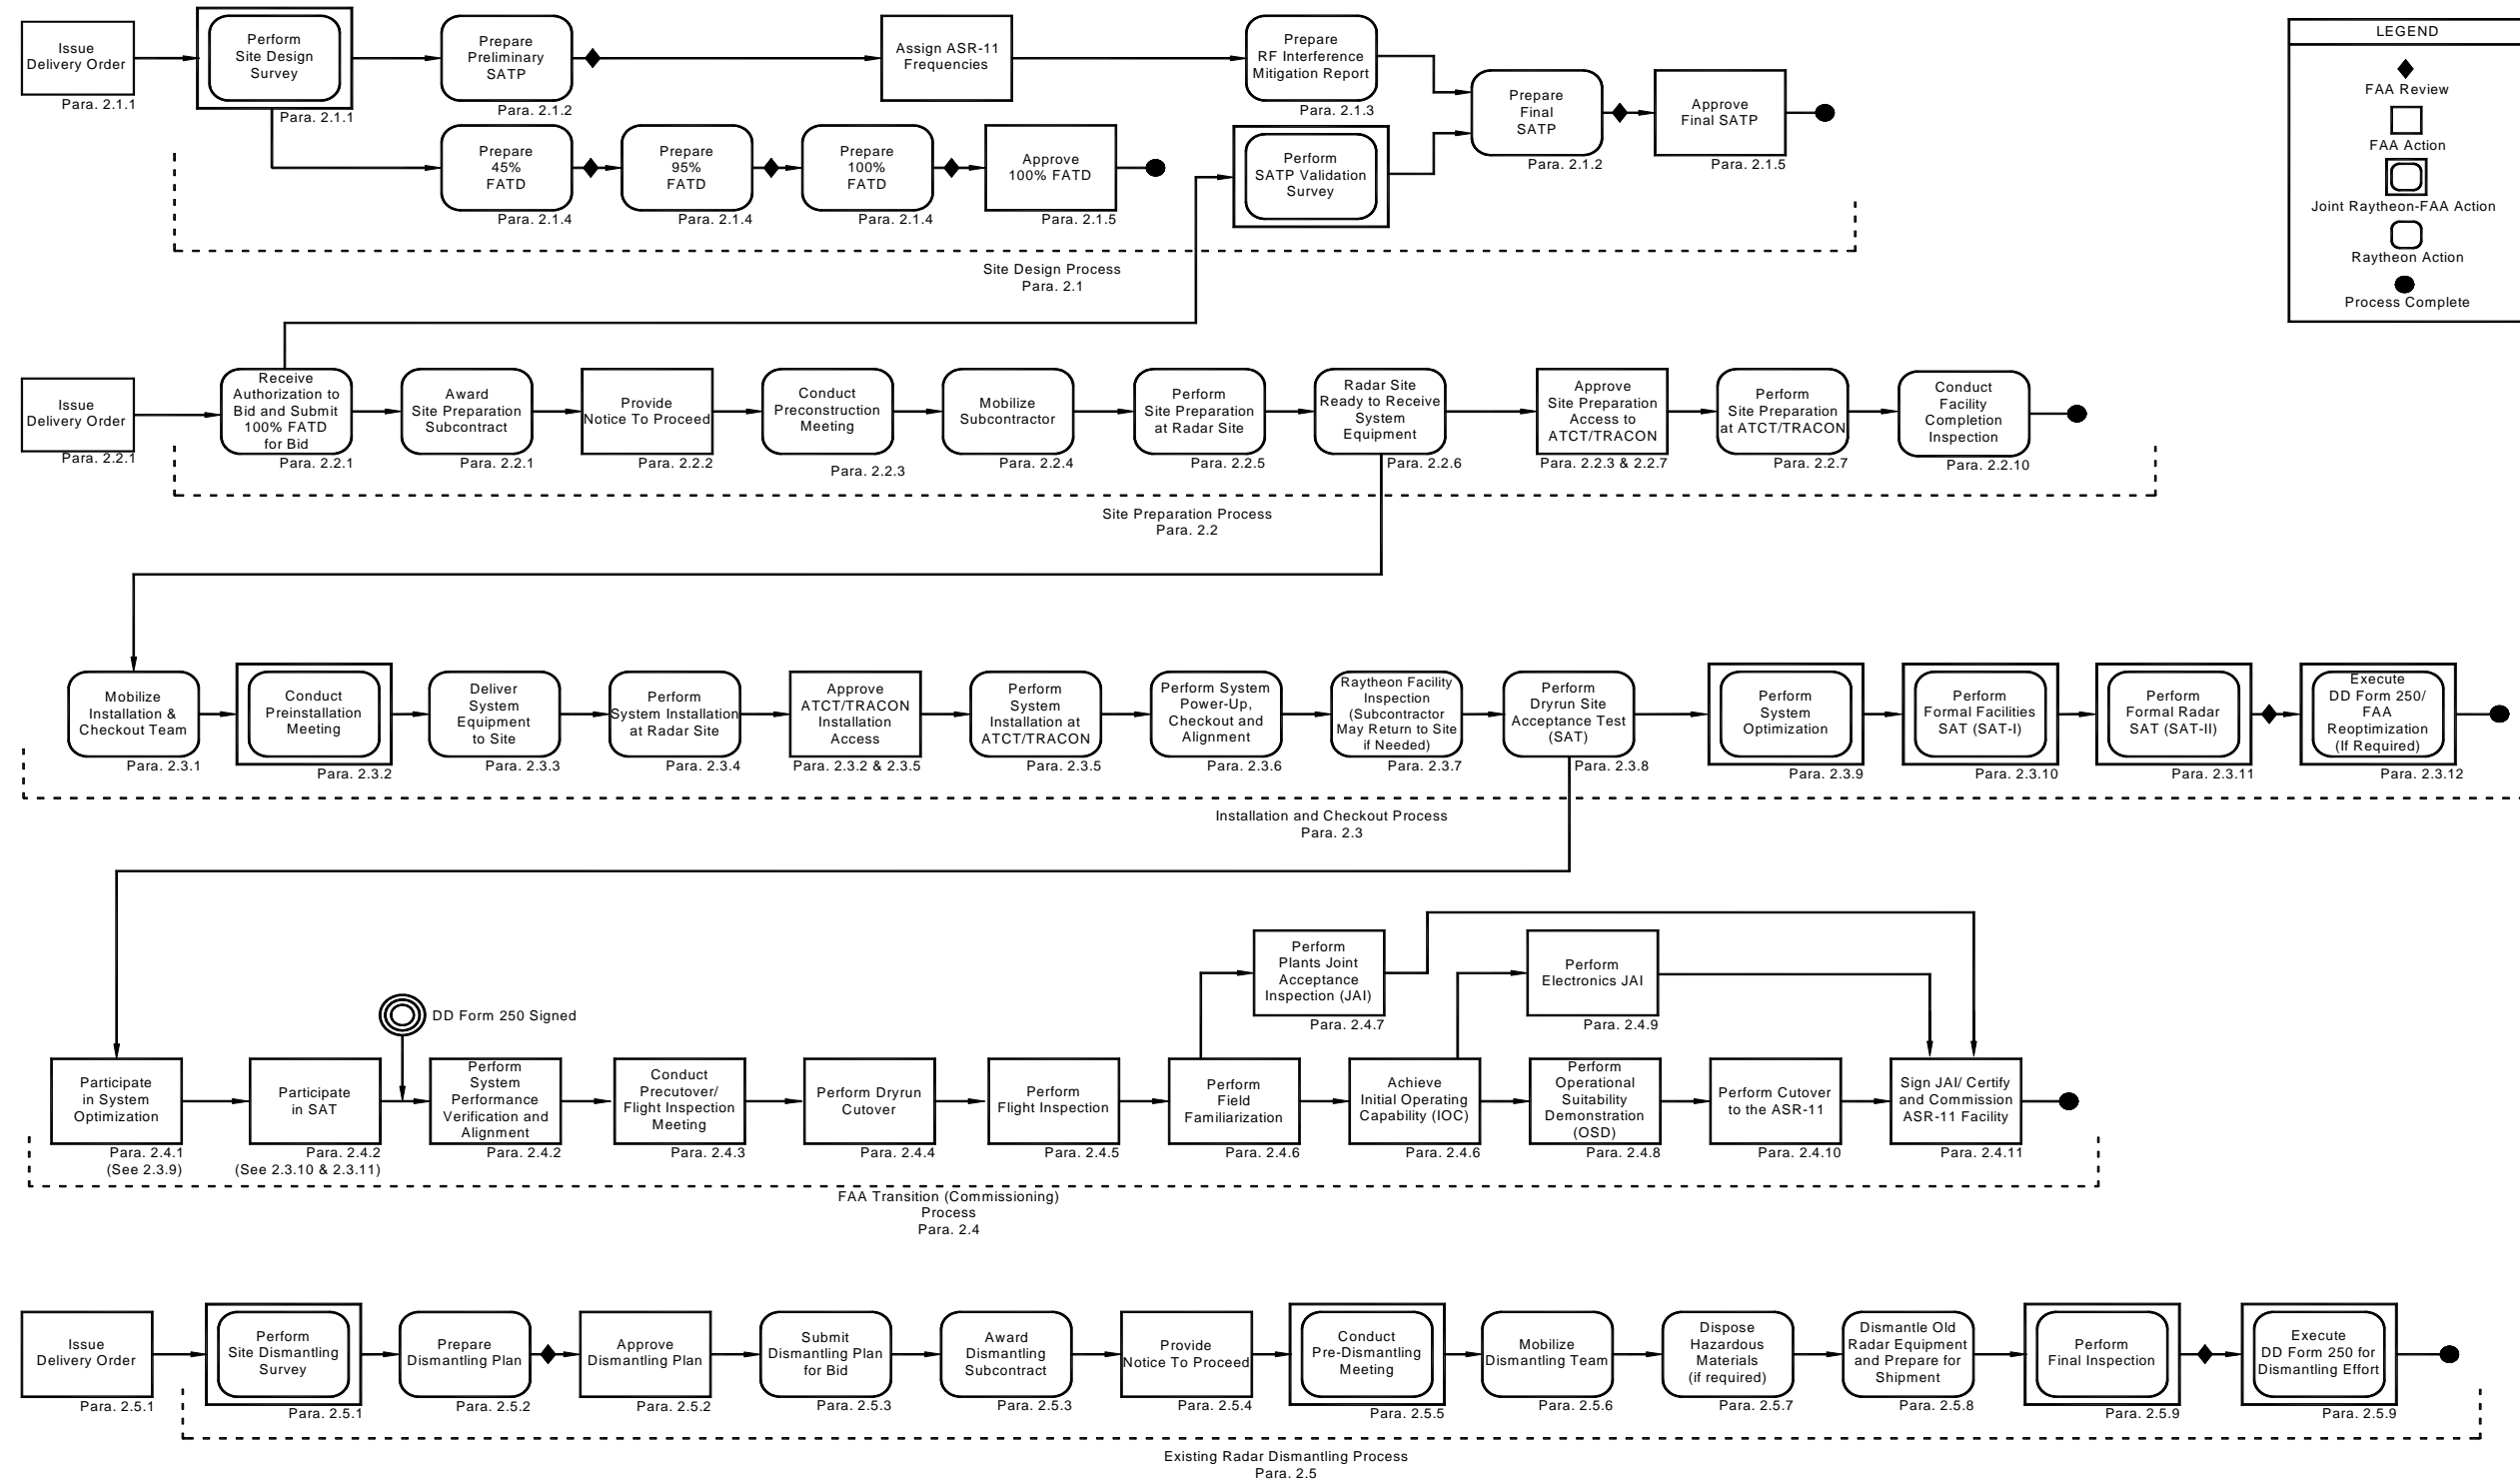 Issue
Delivery Order
Para. 2.1.1
Perform
Site Design
Survey
Para. 2.1.1
Prepare
Preliminary
SATP
Para. 2.1.2
Assign ASR-11
Frequencies
Prepare
RF Interference
Mitigation Report
Para. 2.1.3
Prepare
Final
SATP
Para. 2.1.2
Approve
Final SATP
Para. 2.1.5
Prepare
45%
FATD
Para. 2.1.4
Prepare
95%
FATD
Para. 2.1.4
Prepare
100%
FATD
Para. 2.1.4
Approve
100% FATD
Para. 2.1.5
Perform
SATP Validation
Survey
Site Design Process
Para. 2.1
LEGEND
FAA Review
FAA Action
Joint Raytheon-FAA Action
Raytheon Action
Process Complete
Issue
Delivery Order
Para. 2.2.1
Receive
Authorization to
Bid and Submit
100% FATD
for Bid
Para. 2.2.1
Award
Site Preparation
Subcontract
Para. 2.2.1
Provide
Notice To Proceed
Para. 2.2.2
Conduct
Preconstruction
Meeting
Para. 2.2.3
Mobilize
Subcontractor
Para. 2.2.4
Perform
Site Preparation
at Radar Site
Para. 2.2.5
Radar Site
Ready to Receive
System
Equipment
Para. 2.2.6
Approve
Site Preparation
Access to
ATCT/TRACON
Para. 2.2.3 & 2.2.7
Perform
Site Preparation
at ATCT/TRACON
Para. 2.2.7
Conduct
Facility
Completion
Inspection
Para. 2.2.10
Site Preparation Process
Para. 2.2
Mobilize
Installation &
Checkout Team
Para. 2.3.1
Conduct
Preinstallation
Meeting
Para. 2.3.2
Deliver
System
Equipment
to Site
Para. 2.3.3
Perform
System Installation
at Radar Site
Para. 2.3.4
Approve
ATCT/TRACON
Installation
Access
Para. 2.3.2 & 2.3.5
Perform
System
Installation at
ATCT/TRACON
Para. 2.3.5
Perform System
Power-Up,
Checkout and
Alignment
Para. 2.3.6
Raytheon Facility
Inspection
(Subcontractor
May Return to Site
if Needed)
Para. 2.3.7
Perform
Dryrun Site
Acceptance Test
(SAT)
Para. 2.3.8
Perform
System
Optimization
Para. 2.3.9
Perform
Formal Facilities
SAT (SAT-I)
Para. 2.3.10
Perform
Formal Radar
SAT (SAT-II)
Para. 2.3.11
Execute
DD Form 250/
FAA
Reoptimization
(If Required)
Para. 2.3.12
Installation and Checkout Process
Para. 2.3
Perform
Plants Joint
Acceptance
Inspection (JAI)
Para. 2.4.7
Perform
Electronics JAI
Para. 2.4.9
DD Form 250 Signed
Participate
in System
Optimization
Para. 2.4.1
(See 2.3.9)
Participate
in SAT
Para. 2.4.2
(See 2.3.10 & 2.3.11)
Perform
System
Performance
Verification and
Alignment
Para. 2.4.2
Conduct
Precutover/
Flight Inspection
Meeting
Para. 2.4.3
Perform Dryrun
Cutover
Para. 2.4.4
Perform
Flight Inspection
Para. 2.4.5
Perform
Field
Familiarization
Para. 2.4.6
Achieve
Initial Operating
Capability (IOC)
Para. 2.4.6
Perform
Operational
Suitability
Demonstration
(OSD)
Para. 2.4.8
Perform Cutover
to the ASR-11
Para. 2.4.10
Sign JAI/ Certify
and Commission
ASR-11 Facility
Para. 2.4.11
FAA Transition (Commissioning)
Process
Para. 2.4
Issue
Delivery Order
Para. 2.5.1
Perform
Site Dismantling
Survey
Para. 2.5.1
Prepare
Dismantling Plan
Para. 2.5.2
Approve
Dismantling Plan
Para. 2.5.2
Submit
Dismantling Plan
for Bid
Para. 2.5.3
Award
Dismantling
Subcontract
Para. 2.5.3
Provide
Notice To Proceed
Para. 2.5.4
Conduct
Pre-Dismantling
Meeting
Para. 2.5.5
Mobilize
Dismantling Team
Para. 2.5.6
Dispose
Hazardous
Materials
(if required)
Para. 2.5.7
Dismantle Old
Radar Equipment
and Prepare for
Shipment
Para. 2.5.8
Perform
Final Inspection
Para. 2.5.9
Execute
DD Form 250 for
Dismantling Effort
Para. 2.5.9
Existing Radar Dismantling Process
Para. 2.5